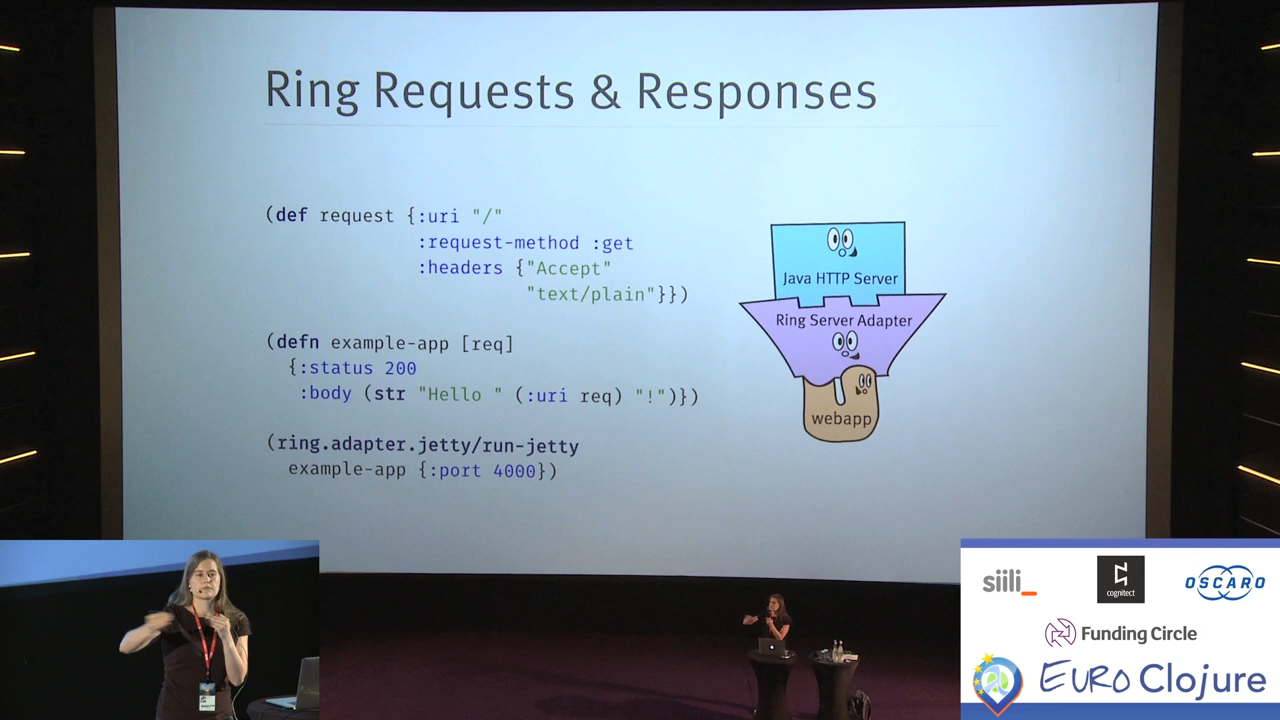 Ring Requests & Responses
(def request {:uri "/"
:request-method :get
:headers {"Accept"
"text/plain"}})
(defn example-app [req]
{:status 200
:body (str "Hello " (:uri req) "!")})
(ring.adapter.jetty/run-jetty
example-app {:port 4000})
Java HTTP Server
Ring Server Adapter
webapp
siili_
cognitect
OSCARO
Funding Circle
EURO Clojure